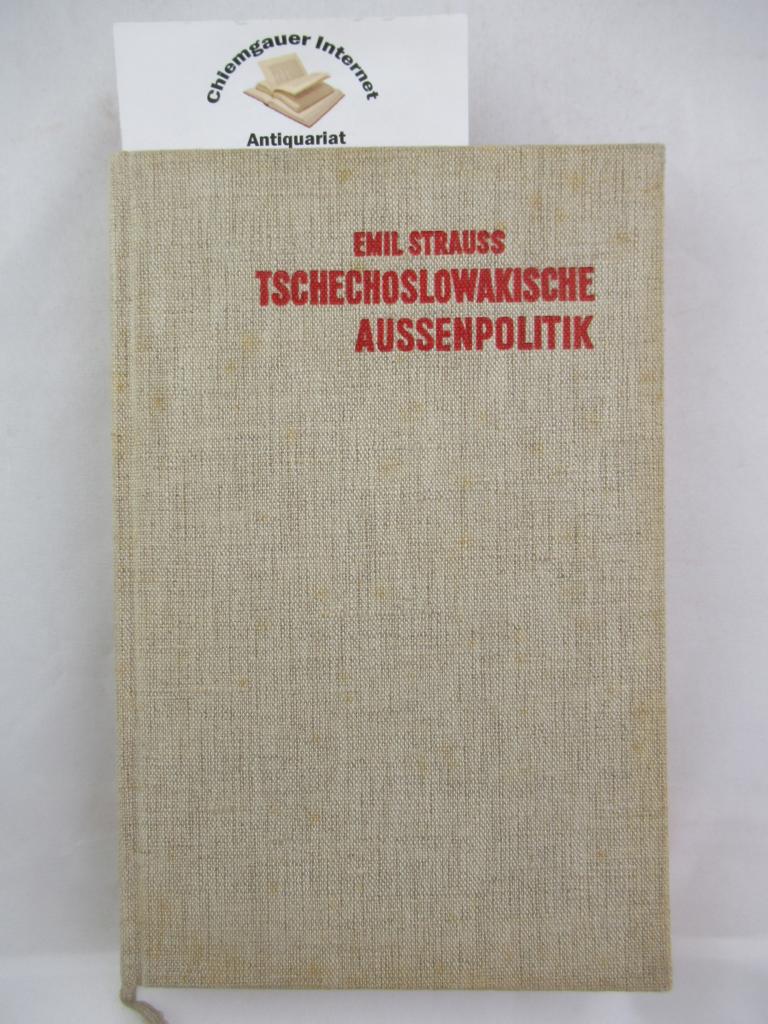 Chiemgauer Internet
Antiquariat
EMIL STRAUSS
TSCHECHOSLOWAKISCHE
AUSSENPOLITIK